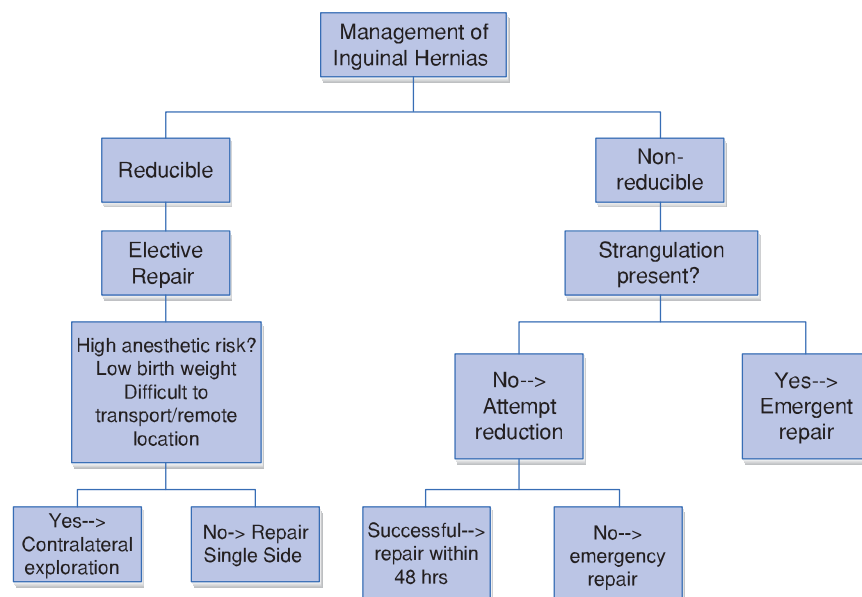 Management of
Inguinal Hernias
Reducible
Non-
reducible
Elective
Repair
Strangulation
present?
High anesthetic risk?
Low birth weight
Difficult to
transport/remote
location
No-->
Attempt
reduction
Yes-->
Emergent
repair
Yes-->
Contralateral
exploration
No-> Repair
Single Side
Successful-->
repair within
48 hrs
No-->
emergency
repair